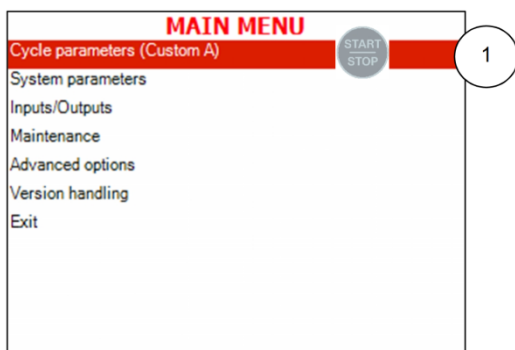 MAIN MENU
Cycle parameters (Custom A)
START
STOP
1
System parameters
Inputs/Outputs
Maintenance
Advanced options
Version handling
Exit